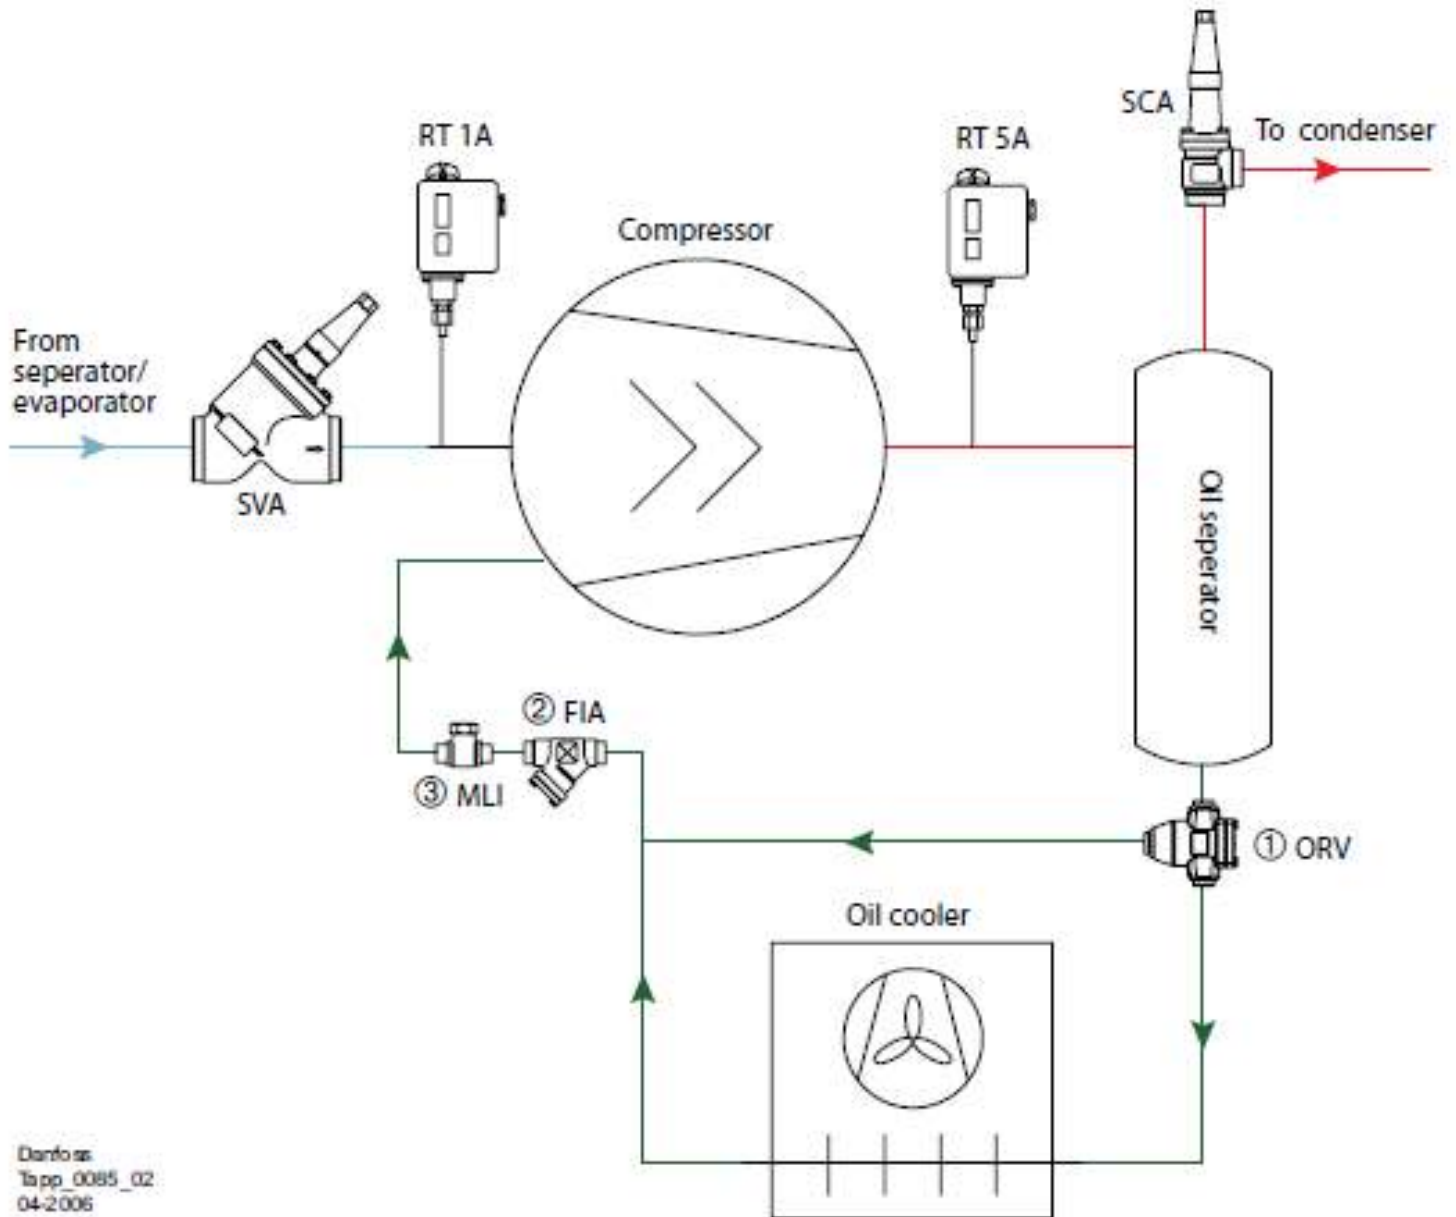 SCA
To condenser
RT 1A
RT 5A
Compressor
From
seperator/
evaporator
SVA
Oil seperator
② FIA
③ MLI
① ORV
Oil cooler
Danfoss
Tapp_0085_02
04-2006